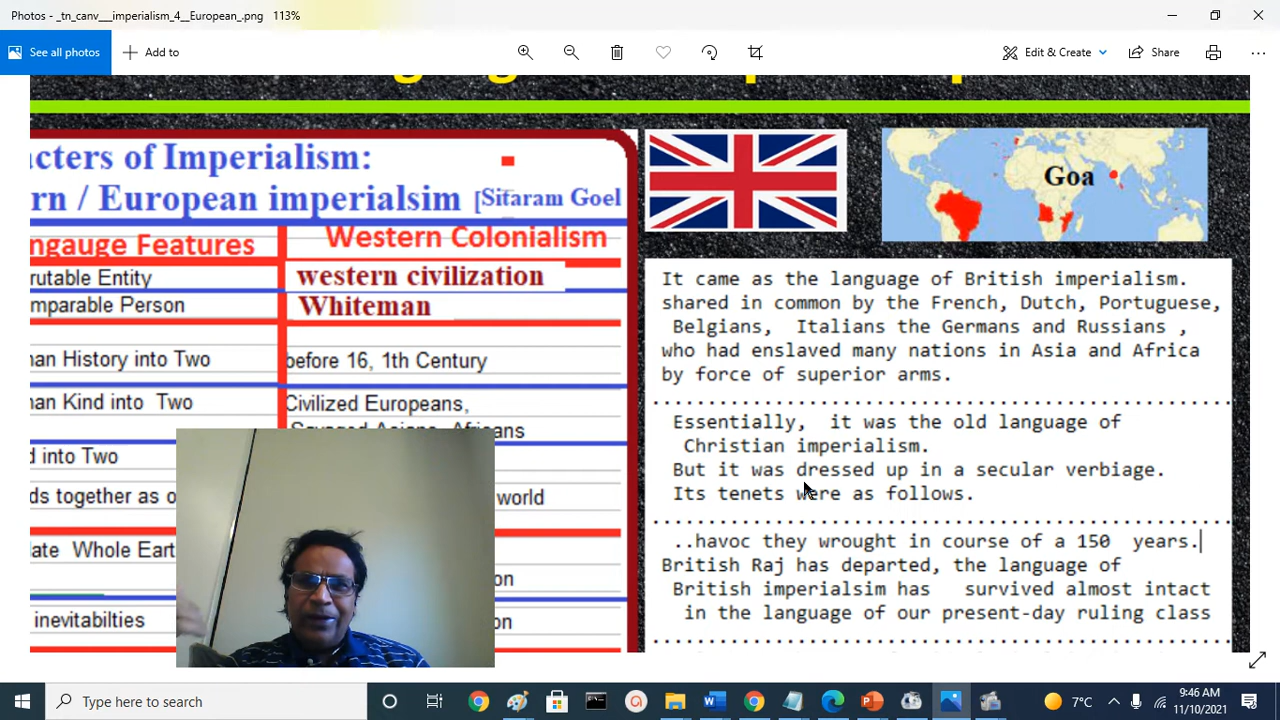 Photos - _tn_canv___imperialism_4__European_.png   113%
See all photos
Add to
Edit & Create
Share
acters of Imperialism:
rn / European imperialsim [Sitaram Goel
ngauge Features
Western Colonialism
rutable Entity
western civilization
mparable Person
Whiteman
nan History into Two
before 16, 1th Century
nan Kind into  Two
Civilized Europeans,
Savaged Asians, Africans
d into Two
ds together as o
world
late  Whole Eart
on
inevitabilties
on
Goa
It came as the language of British imperialism.
shared in common by the French, Dutch, Portuguese,
Belgians,  Italians the Germans and Russians ,
who had enslaved many nations in Asia and Africa
by force of superior arms.
Essentially,  it was the old language of
Christian imperialism.
But it was dressed up in a secular verbiage.
Its tenets were as follows.
..havoc they wrought in course of a 150  years.
British Raj has departed, the language of
British imperialsim has   survived almost intact
in the language of our present-day ruling class
Type here to search
7°C
9:46 AM
11/10/2021